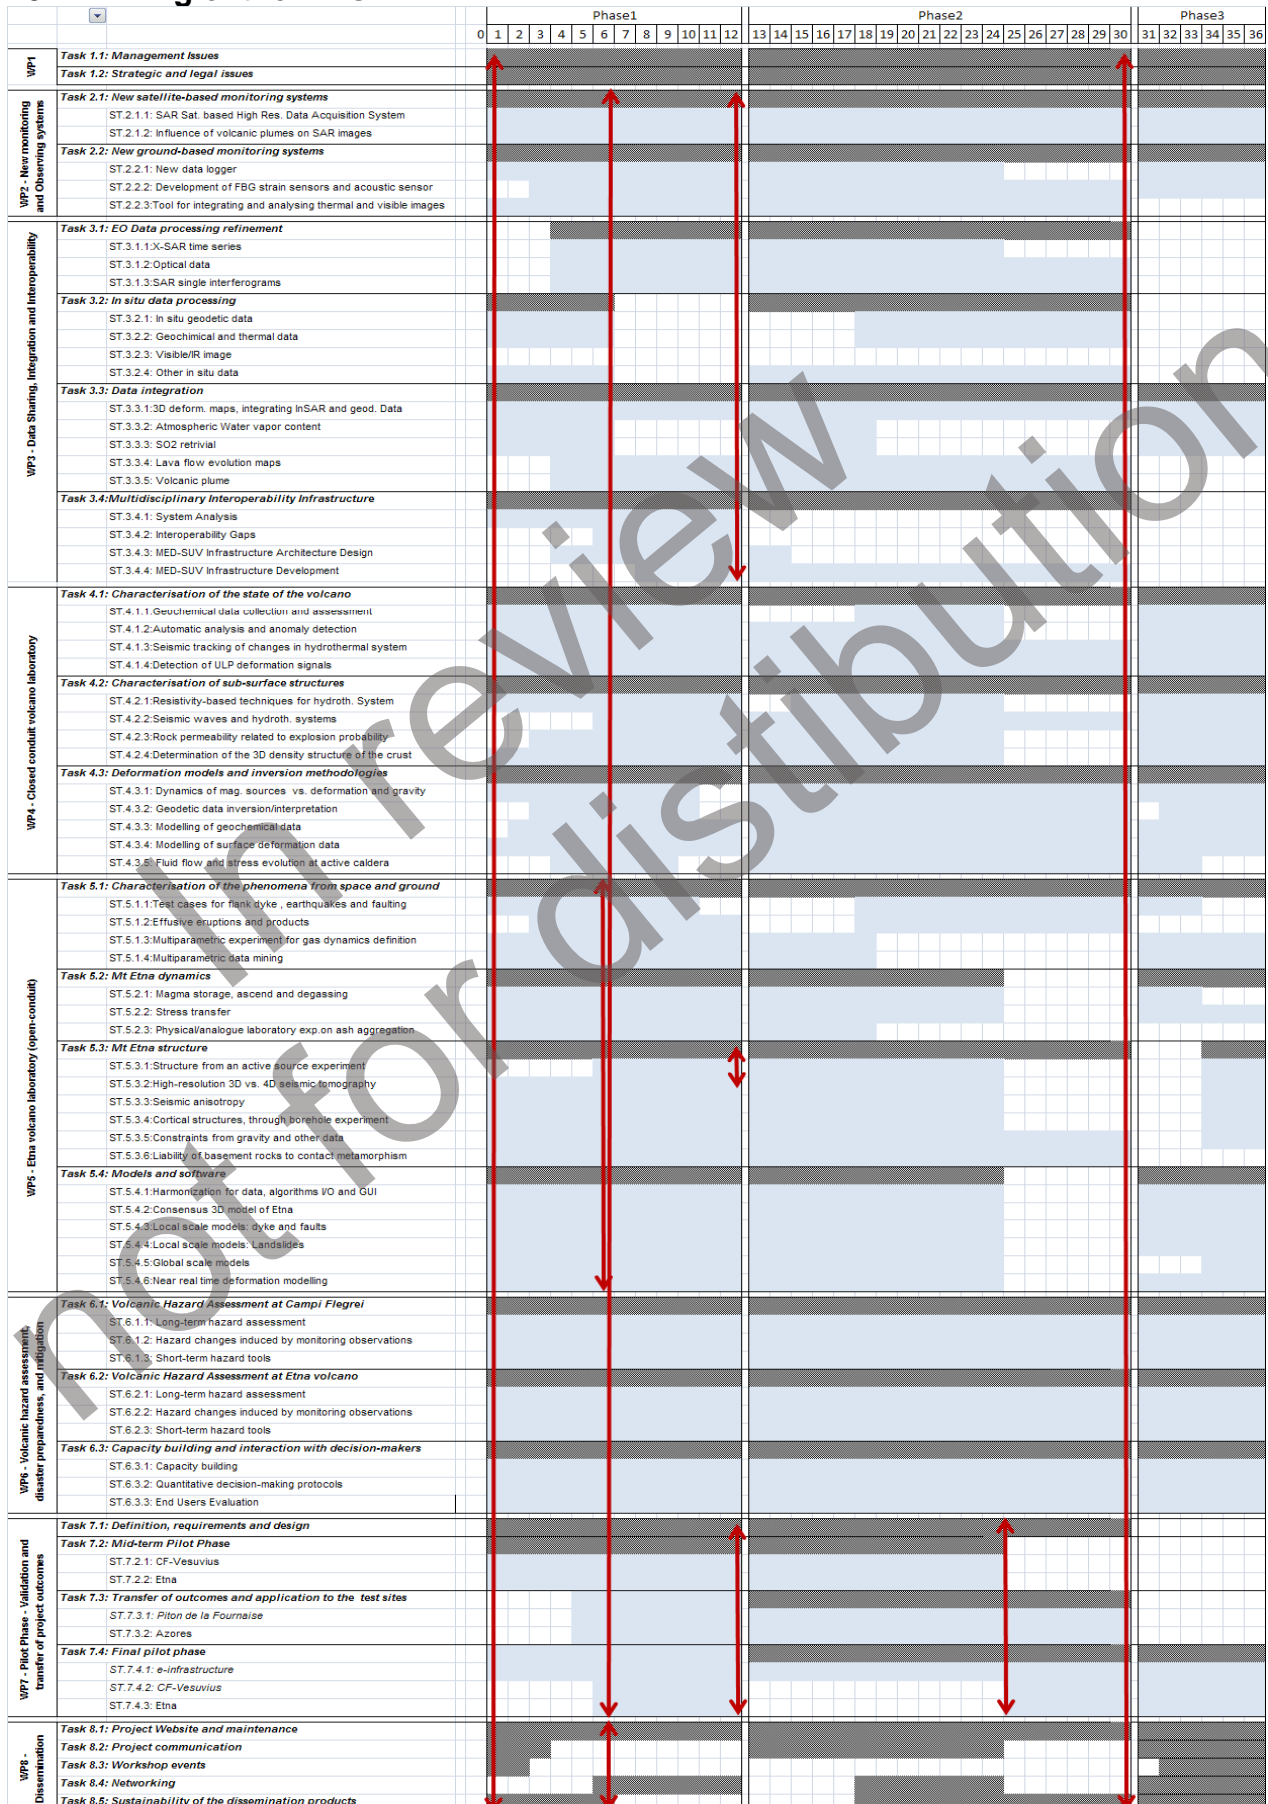 Phase1 Phase2 Phase3
0 1 2 3 4 5 6 7 8 9 10 11 12 13 14 15 16 17 18 19 20 21 22 23 24 25 26 27 28 29 30 31 32 33 34 35 36
WP1
Task 1.1: Management Issues
Task 1.2: Strategic and legal issues
WP2 - New monitoring
and Observing systems
Task 2.1: New satellite-based monitoring systems
ST.2.1.1: SAR Sat. based High Res. Data Acquisition System
ST.2.1.2: Influence of volcanic plumes on SAR images
Task 2.2: New ground-based monitoring systems
ST.2.2.1: New data logger
ST.2.2.2: Development of FBG strain sensors and acoustic sensor
ST.2.2.3:Tool for integrating and analysing thermal and visible images
WP3 - Data Sharing, Integration and Interoperability
Task 3.1: EO Data processing refinement
ST.3.1.1:X-SAR time series
ST.3.1.2:Optical data
ST.3.1.3:SAR single interferograms
Task 3.2: In situ data processing
ST.3.2.1: In situ geodetic data
ST.3.2.2: Geochimical and thermal data
ST.3.2.3: Visible/IR image
ST.3.2.4: Other in situ data
Task 3.3: Data integration
ST.3.3.1:3D deform. maps, integrating InSAR and geod. Data
ST.3.3.2: Atmospheric Water vapor content
ST.3.3.3: SO2 retrivial
ST.3.3.4: Lava flow evolution maps
ST.3.3.5: Volcanic plume
Task 3.4:Multidisciplinary Interoperability Infrastructure
ST.3.4.1: System Analysis
ST.3.4.2: Interoperability Gaps
ST.3.4.3: MED-SUV Infrastructure Architecture Design
ST.3.4.4: MED-SUV Infrastructure Development
WP4 - Closed conduit volcano laboratory
Task 4.1: Characterisation of the state of the volcano
ST.4.1.1:Geochemical data collection and assessment
ST.4.1.2:Automatic analysis and anomaly detection
ST.4.1.3:Seismic tracking of changes in hydrothermal system
ST.4.1.4:Detection of ULP deformation signals
Task 4.2: Characterisation of sub-surface structures
ST.4.2.1:Resistivity-based techniques for hydroth. System
ST.4.2.2:Seismic waves and hydroth. systems
ST.4.2.3:Rock permeability related to explosion probability
ST.4.2.4:Determination of the 3D density structure of the crust
Task 4.3: Deformation models and inversion methodologies
ST.4.3.1: Dynamics of mag. sources vs. deformation and gravity
ST.4.3.2: Geodetic data inversion/interpretation
ST.4.3.3: Modelling of geochemical data
ST.4.3.4: Modelling of surface deformation data
ST.4.3.5: Fluid flow and stress evolution at active caldera
WP5 - Etna volcano laboratory (open-conduit)
Task 5.1: Characterisation of the phenomena from space and ground
ST.5.1.1:Test cases for flank dyke , earthquakes and faulting
ST.5.1.2:Effusive eruptions and products
ST.5.1.3:Multiparametric experiment for gas dynamics definition
ST.5.1.4:Multiparametric data mining
Task 5.2: Mt Etna dynamics
ST.5.2.1: Magma storage, ascend and degassing
ST.5.2.2: Stress transfer
ST.5.2.3: Physical/analogue laboratory exp.on ash aggregation
Task 5.3: Mt Etna structure
ST.5.3.1:Structure from an active source experiment
ST.5.3.2:High-resolution 3D vs. 4D seismic tomography
ST.5.3.3:Seismic anisotropy
ST.5.3.4:Cortical structures, through borehole experiment
ST.5.3.5:Constraints from gravity and other data
ST.5.3.6:Liability of basement rocks to contact metamorphism
Task 5.4: Models and software
ST.5.4.1:Harmonization for data, algorithms I/O and GUI
ST.5.4.2:Consensus 3D model of Etna
ST.5.4.3:Local scale models: dyke and faults
ST.5.4.4:Local scale models: Landslides
ST.5.4.5:Global scale models
ST.5.4.6:Near real time deformation modelling
WP6 - Volcanic hazard assessment,
disaster preparedness, and mitigation
Task 6.1: Volcanic Hazard Assessment at Campi Flegrei
ST.6.1.1: Long-term hazard assessment
ST.6.1.2: Hazard changes induced by monitoring observations
ST.6.1.3: Short-term hazard tools
Task 6.2: Volcanic Hazard Assessment at Etna volcano
ST.6.2.1: Long-term hazard assessment
ST.6.2.2: Hazard changes induced by monitoring observations
ST.6.2.3: Short-term hazard tools
Task 6.3: Capacity building and interaction with decision-makers
ST.6.3.1: Capacity building
ST.6.3.2: Quantitative decision-making protocols
ST.6.3.3: End Users Evaluation
WP7 - Pilot Phase - Validation and
transfer of project outcomes
Task 7.1: Definition, requirements and design
Task 7.2: Mid-term Pilot Phase
ST.7.2.1: CF-Vesuvius
ST.7.2.2: Etna
Task 7.3: Transfer of outcomes and application to the test sites
ST.7.3.1: Piton de la Fournaise
ST.7.3.2: Azores
Task 7.4: Final pilot phase
ST.7.4.1: e-infrastructure
ST.7.4.2: CF-Vesuvius
ST.7.4.3: Etna
WP8 -
Dissemination
Task 8.1: Project Website and maintenance
Task 8.2: Project communication
Task 8.3: Workshop events
Task 8.4: Networking
Task 8.5: Sustainability of the dissemination products
In review
not for distibution